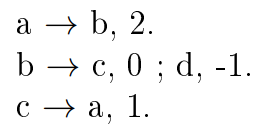 a → b, 2.
b → c, 0 ; d, -1.
c → a, 1.